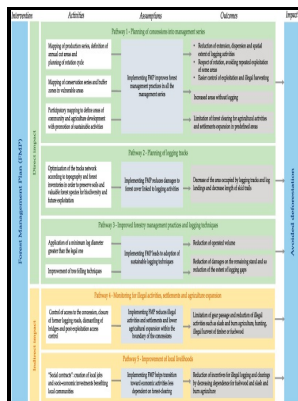 Intervention
Activities
Assumptions
Outcomes
Impact
Forest Management Plan (FMP)
Direct impact
Indirect impact
Avoided deforestation
Pathway 1 - Planning of concessions into management series
Mapping of production series, definition of
annual cut areas and
planning of rotation cycle
Mapping of conservation series and buffer
zones in vulnerable areas
Participatory mapping to define areas of
community and agriculture development
with promotion of sustainable activities
Implementing FMP improves forest
management practices in all the
management series
• Reduction of extension, dispersion and spatial
extent of logging activities
• Respect of rotation, avoiding repeated exploitation
of some areas
• Easier control of exploitation and illegal harvesting
Increased areas without logging
Limitation of forest clearing for agricultural activities
and settlements expansion in predefined areas
Pathway 2 - Planning of logging tracks
Optimization of the tracks network
according to topography and forest
inventories in order to preserve soils and
valuable forest species for biodiversity and
future exploitation
Implementing FMP reduces damages to
forest cover linked to logging activities
Decrease of the area occupied by logging tracks and log
landings and decrease length of skid trails
Pathway 3 - Improved forestry management practices and logging techniques
Application of a minimum log diameter
greater than the legal one
Improvement of tree felling techniques
Implementing FMP leads to adoption of
sustainable logging techniques
Reduction of operated volume
Reduction of damages on the remaining stand and so
reduction of the extent of logging gaps
Pathway 4 - Monitoring for illegal activities, settlements and agriculture expansion
Control of access to the concession, closure
of former logging roads, dismantling of
bridges and post-exploitation access
control
Implementing FMP reduces illegal
activities and settlements and lower
agricultural expansion within the
boundary of the concessions
Limitation of gear passage and reduction of illegal
activities such as slash and burn agriculture, hunting,
illegal harvest of timber or fuelwood
Pathway 5 - Improvement of local livelihoods
"Social contracts": creation of local jobs
and socio-economic investments benefiting
local communities
Implementing FMP helps transition
toward economic activities less
dependent on forest-clearing
Reduction of incentives for illegal logging and clearings
by decreasing dependence for fuelwood and slash and
burn agriculture